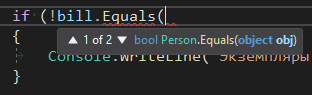 if (!bill.Equals(
{
▲ 1 of 2 ▼ bool Person.Equals(object obj)
Console.WriteLine("Экземпляры
}